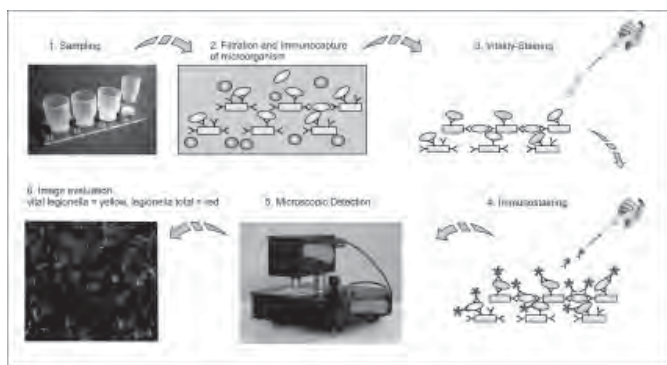 1. Sampling
2. Filtration and Immunocapture
of microorganism
3. Vitality-Staining
6. Image evaluation
vital legionella = yellow, legionella total = red
5. Microscopic Detection
4. Immunostaining